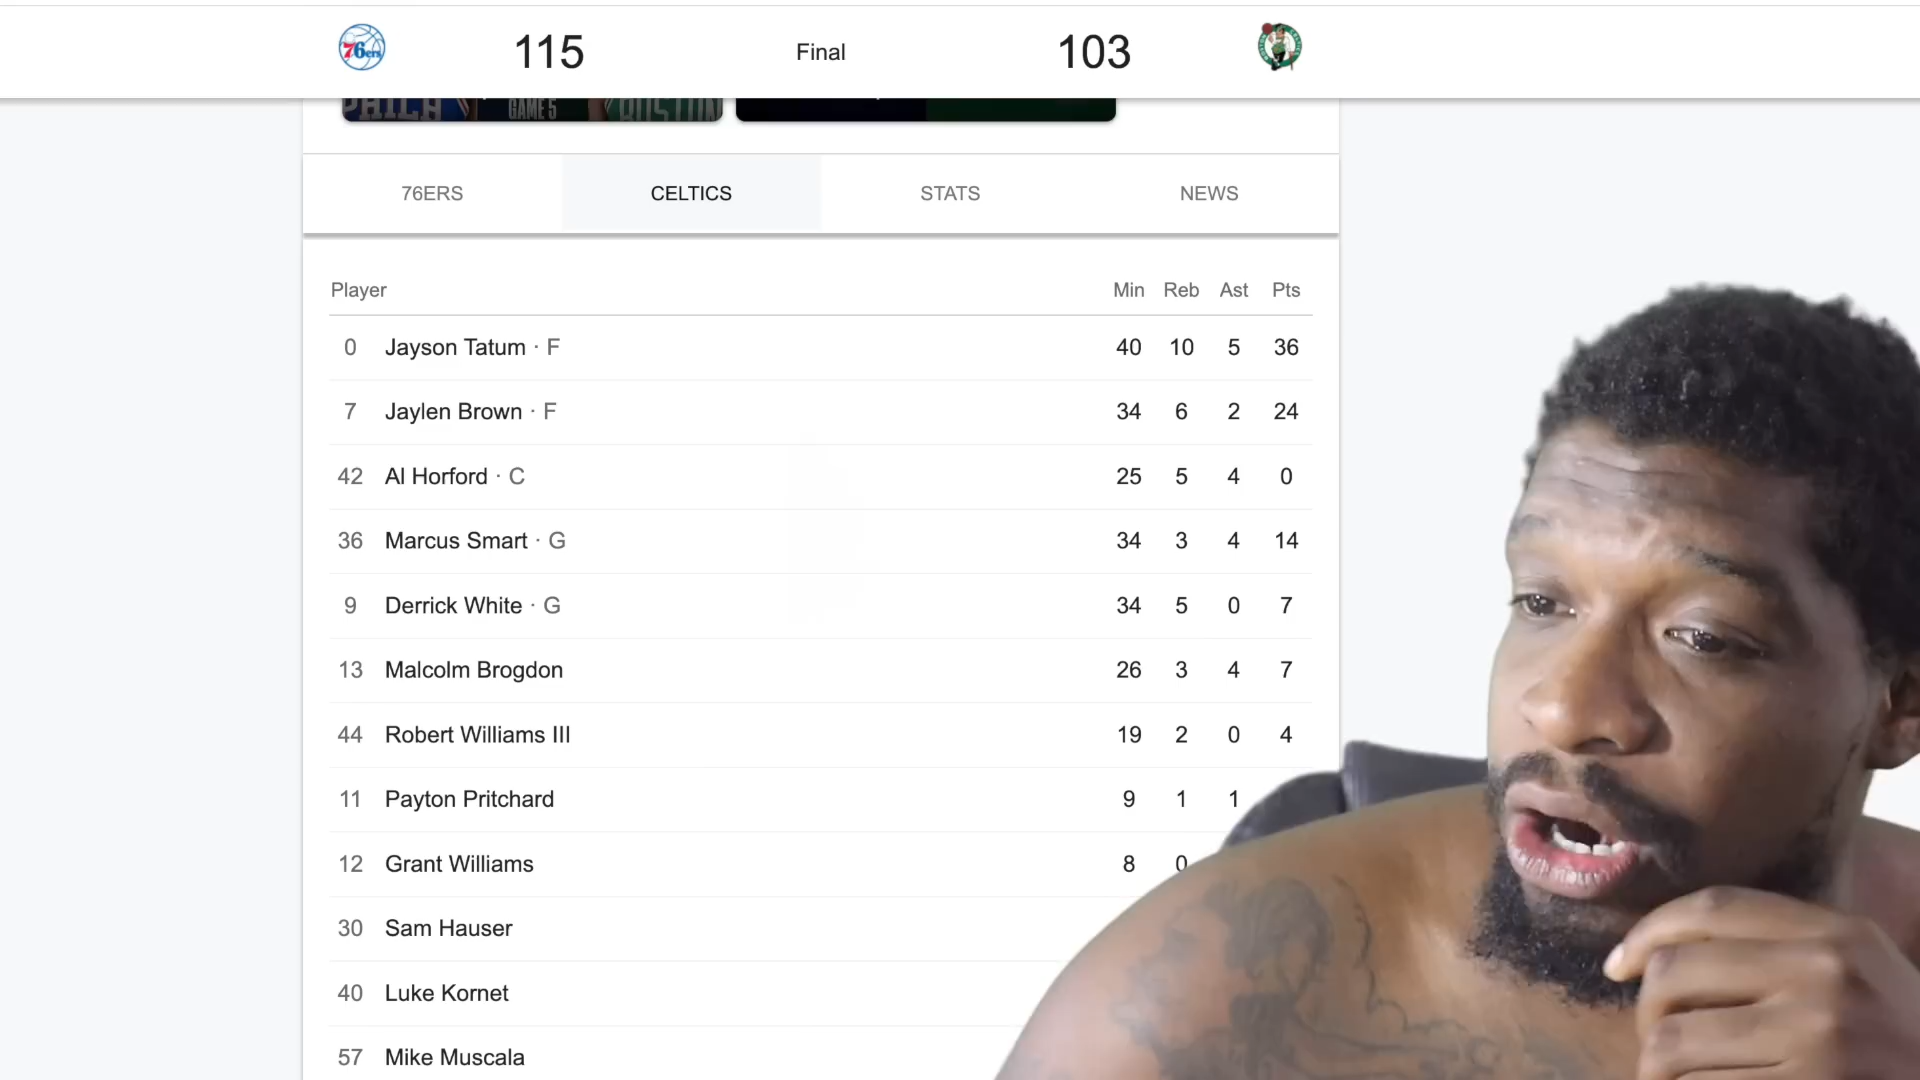 76ers 115 Final 103
PHILA GAME 5 BOSTON
76ERS CELTICS STATS NEWS
Player Min Reb Ast Pts
0 Jayson Tatum · F 40 10 5 36
7 Jaylen Brown · F 34 6 2 24
42 Al Horford · C 25 5 4 0
36 Marcus Smart · G 34 3 4 14
9 Derrick White · G 34 5 0 7
13 Malcolm Brogdon 26 3 4 7
44 Robert Williams III 19 2 0 4
11 Payton Pritchard 9 1 1
12 Grant Williams 8 0
30 Sam Hauser
40 Luke Kornet
57 Mike Muscala